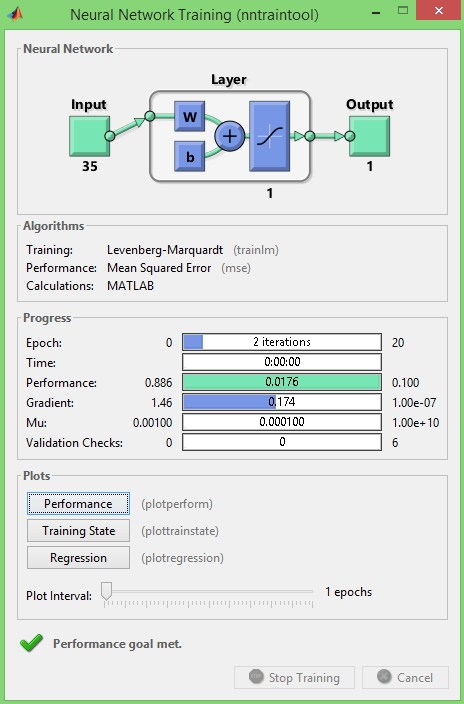 Neural Network Training (nntraintool)
Neural Network
Layer
Input
Output
W
b
+
35
1
1
Algorithms
Training: Levenberg-Marquardt (trainlm)
Performance: Mean Squared Error (mse)
Calculations: MATLAB
Progress
Epoch: 0 2 iterations 20
Time: 0:00:00
Performance: 0.886 0.0176 0.100
Gradient: 1.46 0.174 1.00e-07
Mu: 0.00100 0.000100 1.00e+10
Validation Checks: 0 0 6
Plots
Performance (plotperform)
Training State (plottrainstate)
Regression (plotregression)
Plot Interval: 1 epochs
Performance goal met.
Stop Training Cancel